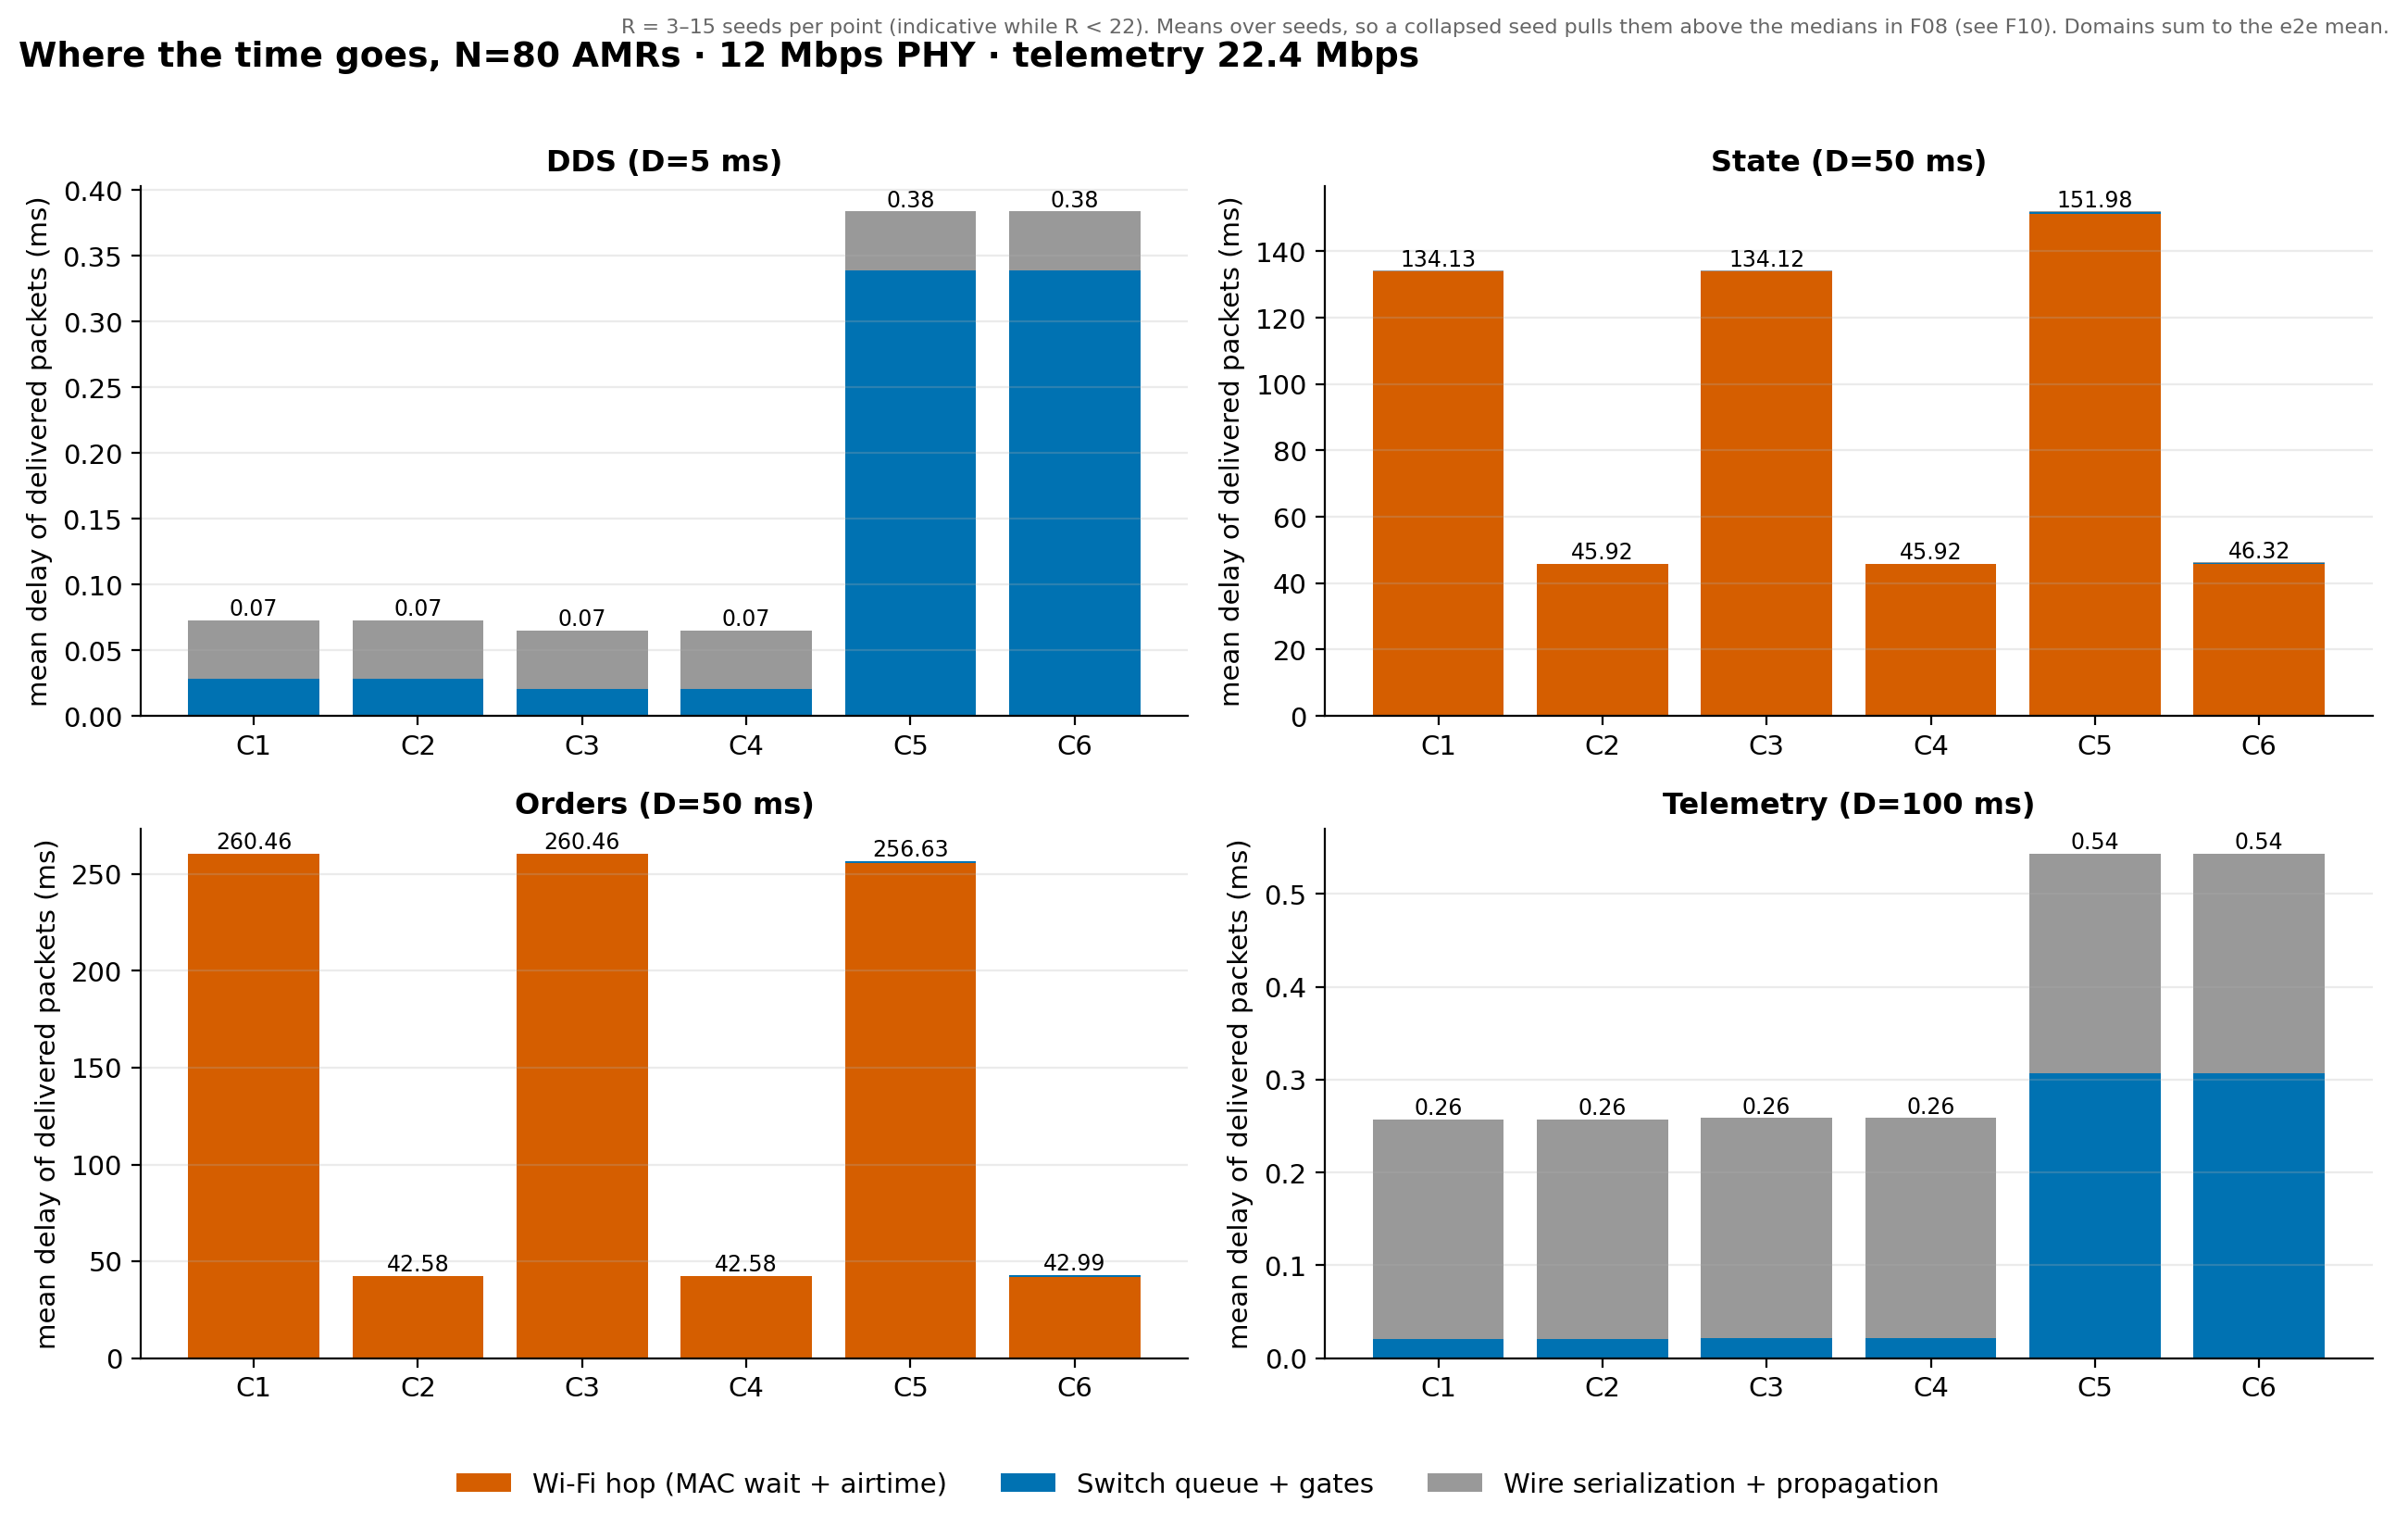 R = 3–15 seeds per point (indicative while R < 22). Means over seeds, so a collapsed seed pulls them above the medians in F08 (see F10). Domains sum to the e2e mean.
Where the time goes, N=80 AMRs · 12 Mbps PHY · telemetry 22.4 Mbps
DDS (D=5 ms)
mean delay of delivered packets (ms)
0.40
0.35
0.30
0.25
0.20
0.15
0.10
0.05
0.00
0.07
0.07
0.07
0.07
0.38
0.38
C1
C2
C3
C4
C5
C6
State (D=50 ms)
mean delay of delivered packets (ms)
140
120
100
80
60
40
20
0
134.13
45.92
134.12
45.92
151.98
46.32
C1
C2
C3
C4
C5
C6
Orders (D=50 ms)
mean delay of delivered packets (ms)
250
200
150
100
50
0
260.46
42.58
260.46
42.58
256.63
42.99
C1
C2
C3
C4
C5
C6
Telemetry (D=100 ms)
mean delay of delivered packets (ms)
0.5
0.4
0.3
0.2
0.1
0.0
0.26
0.26
0.26
0.26
0.54
0.54
C1
C2
C3
C4
C5
C6
Wi-Fi hop (MAC wait + airtime)
Switch queue + gates
Wire serialization + propagation